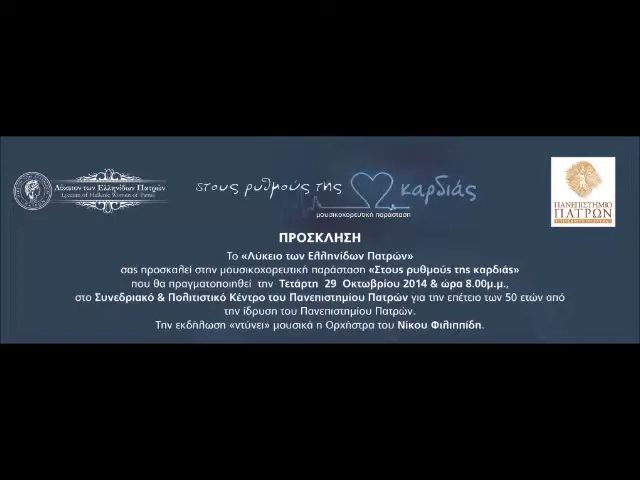 Λύκειον των Ελληνίδων Πατρών
Lyceum of Hellenic Women of Patras
στους ρυθμούς της καρδιάς
μουσικοχορευτική παράσταση
ΠΑΝΕΠΙΣΤΗΜΙΟ
ΠΑΤΡΩΝ
ΠΡΟΣΚΛΗΣΗ
Το «Λύκειο των Ελληνίδων Πατρών»
σας προσκαλεί στην μουσικοχορευτική παράσταση «Στους ρυθμούς της καρδιάς»
που θα πραγματοποιηθεί την Τετάρτη 29 Οκτωβρίου 2014 & ώρα 8.00μ.μ.,
στο Συνεδριακό & Πολιτιστικό Κέντρο του Πανεπιστημίου Πατρών για την επέτειο των 50 ετών από
την ίδρυση του Πανεπιστημίου Πατρών.
Την εκδήλωση «ντύνει» μουσικά η Ορχήστρα του Νίκου Φιλιππίδη.